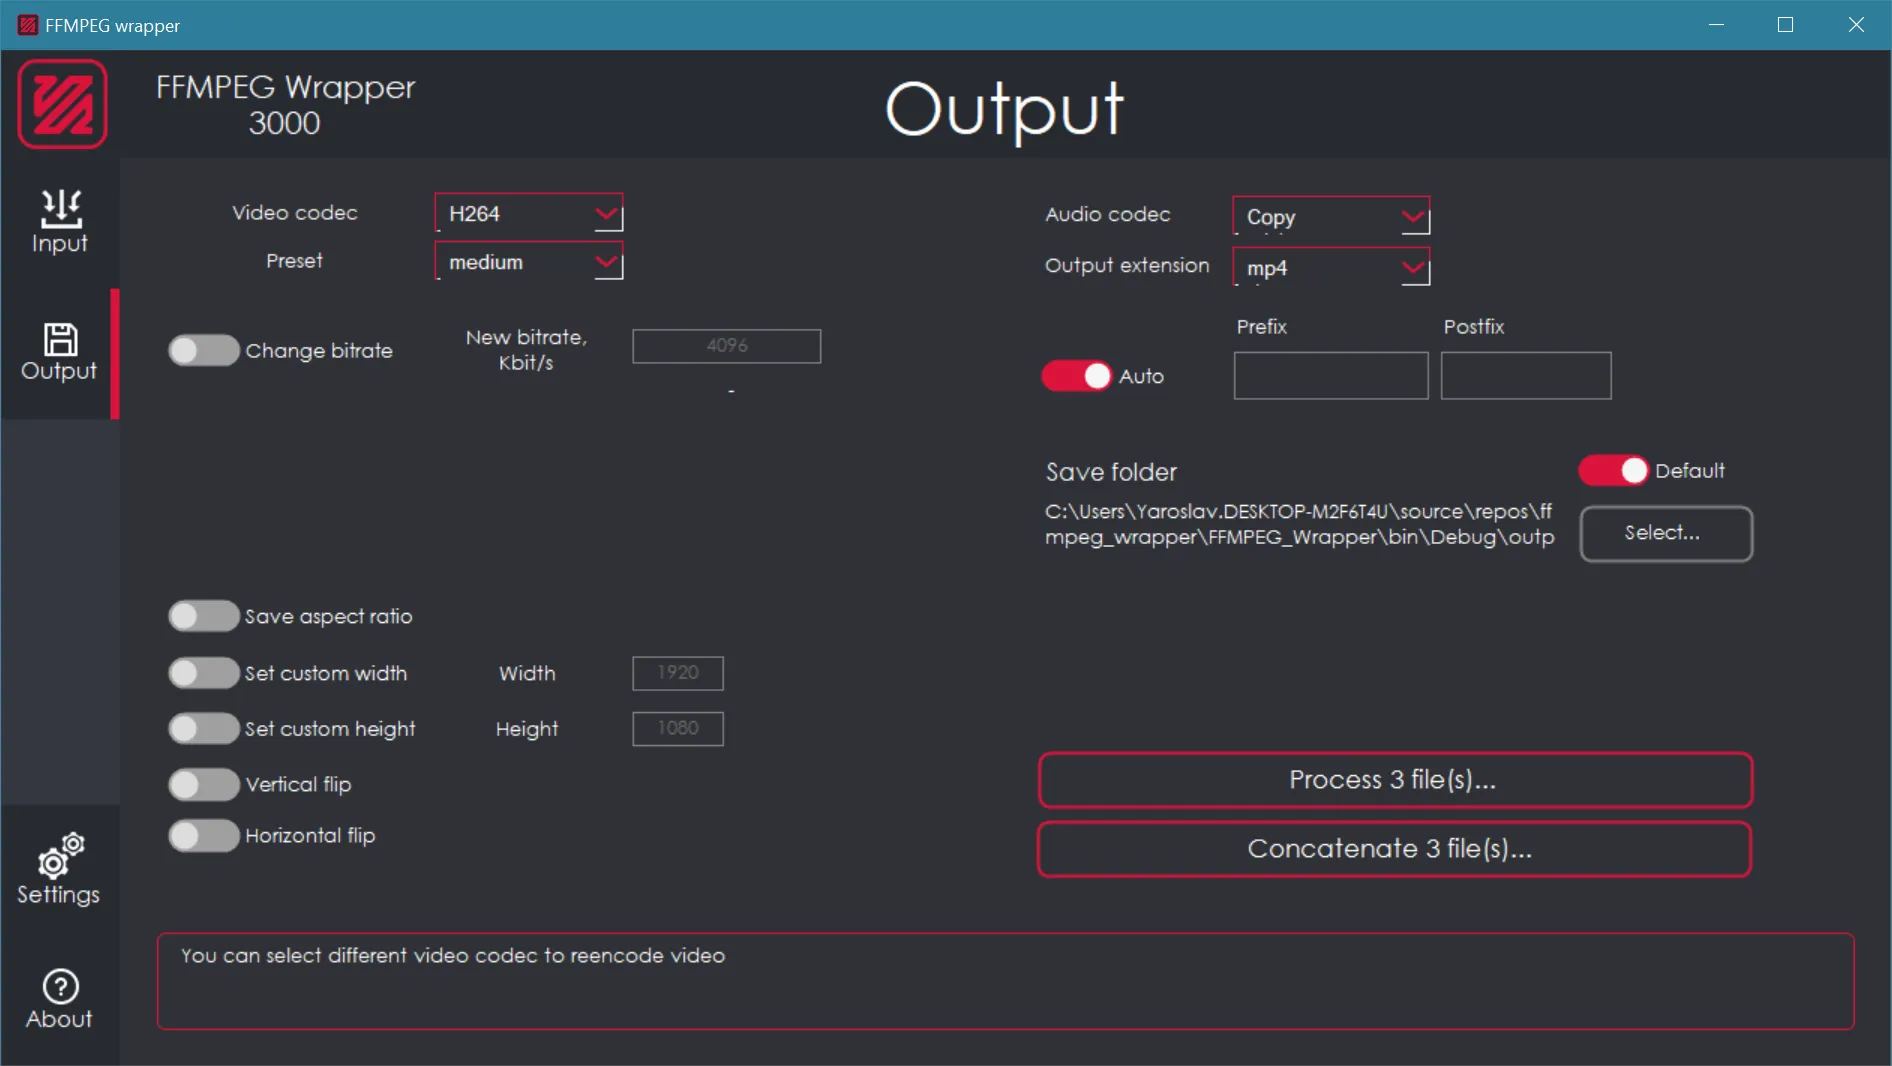 FFMPEG wrapper
FFMPEG Wrapper
3000
Output
Input
Output
Settings
About
Video codec
H264
Preset
medium
Change bitrate
New bitrate,
Kbit/s
4096
-
Save aspect ratio
Set custom width
Width
1920
Set custom height
Height
1080
Vertical flip
Horizontal flip
Audio codec
Copy
Output extension
mp4
Prefix
Postfix
Auto
Save folder
Default
C:\Users\Yaroslav.DESKTOP-M2F6T4U\source\repos\ff
mpeg_wrapper\FFMPEG_Wrapper\bin\Debug\outp
Select...
Process 3 file(s)...
Concatenate 3 file(s)...
You can select different video codec to reencode video